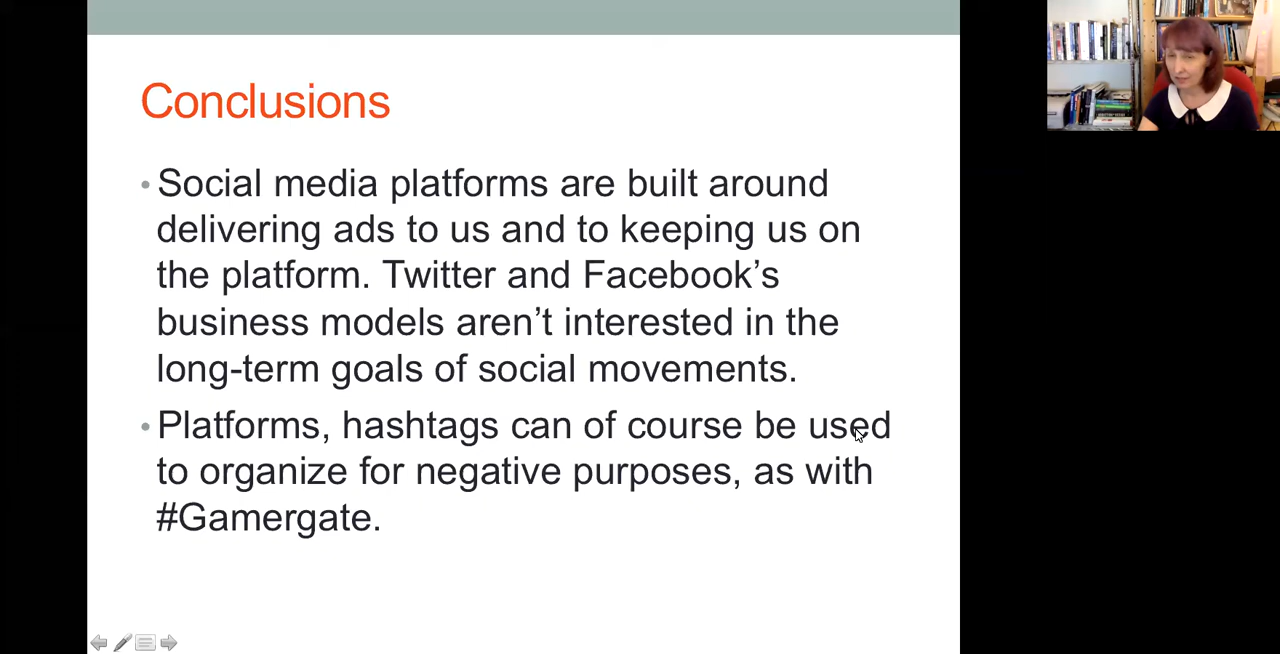 Conclusions
• Social media platforms are built around
delivering ads to us and to keeping us on
the platform. Twitter and Facebook’s
business models aren’t interested in the
long-term goals of social movements.
• Platforms, hashtags can of course be used
to organize for negative purposes, as with
#Gamergate.